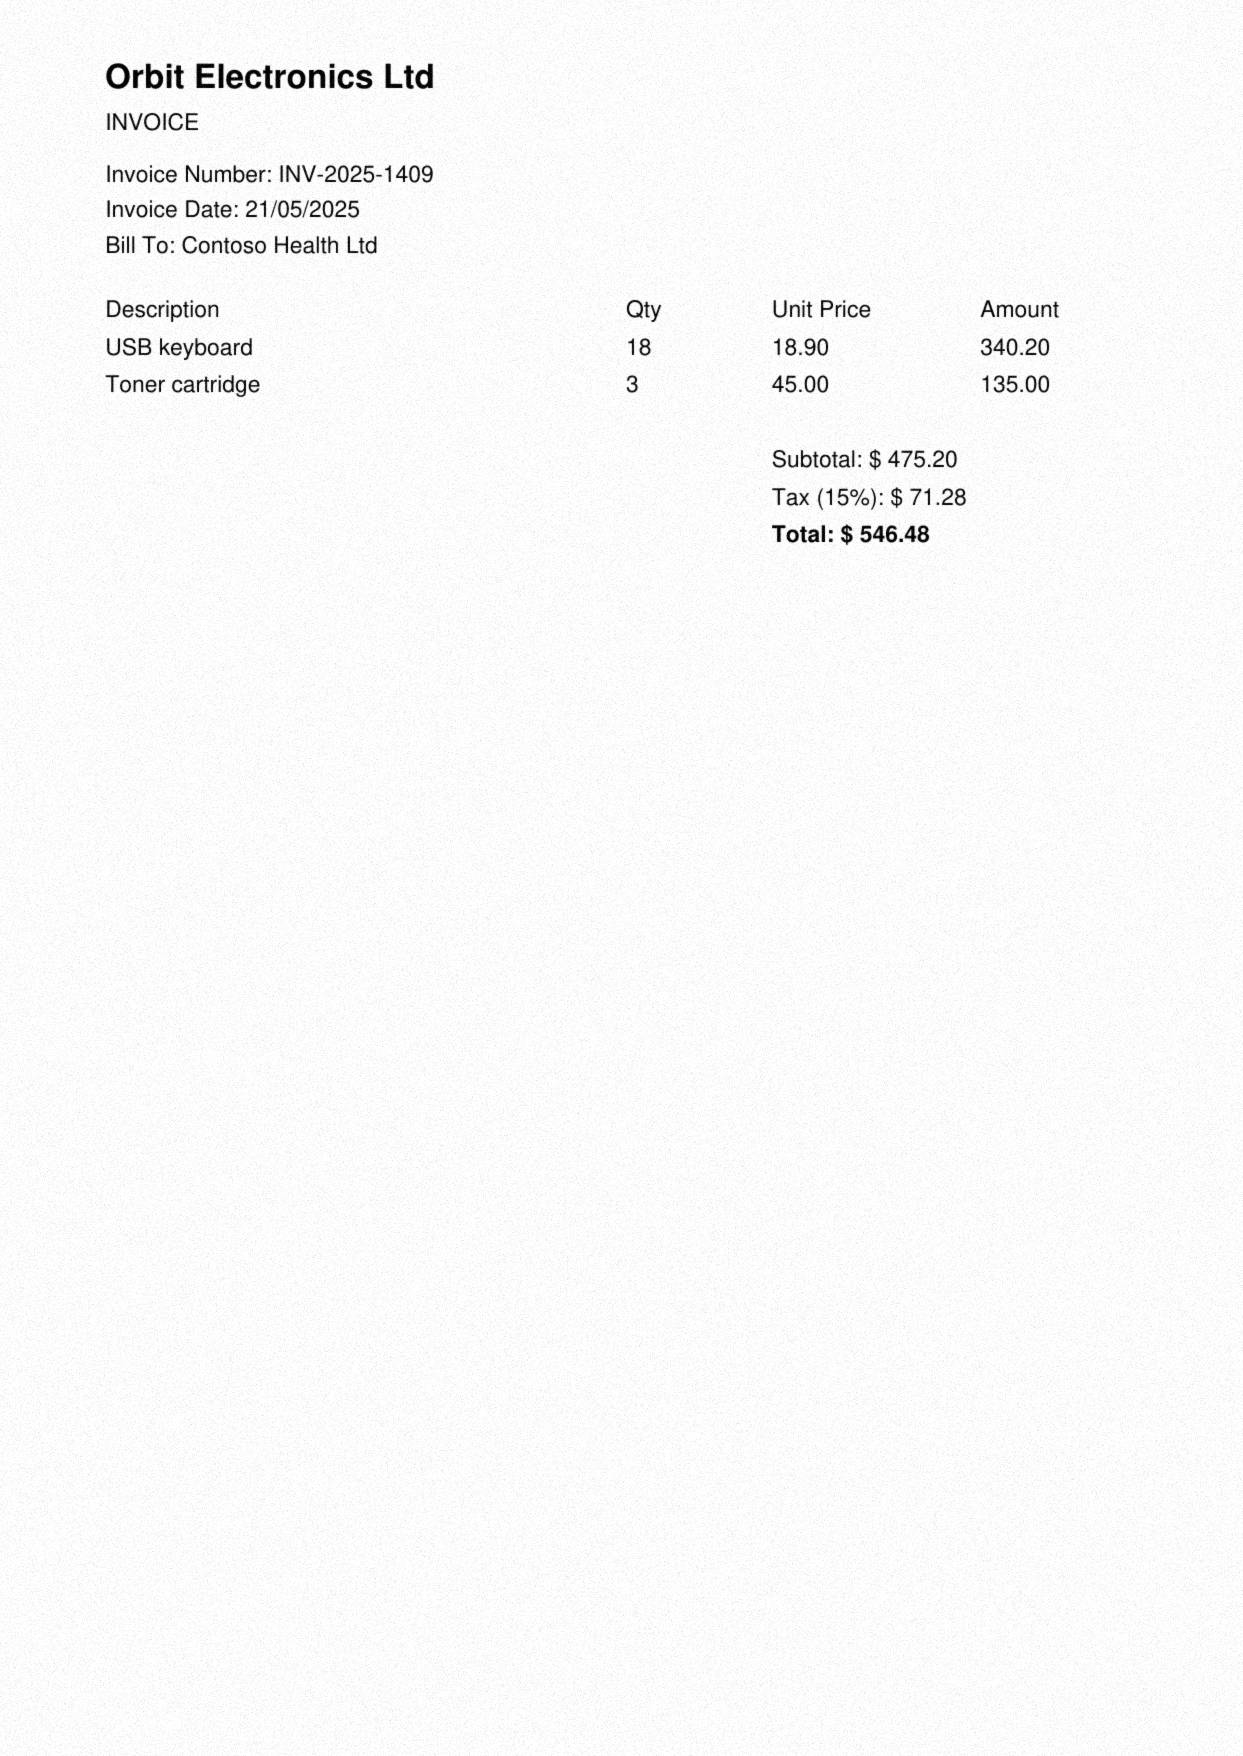 Orbit Electronics Ltd
INVOICE
Invoice Number: INV-2025-1409
Invoice Date: 21/05/2025
Bill To: Contoso Health Ltd
Description Qty Unit Price Amount
USB keyboard 18 18.90 340.20
Toner cartridge 3 45.00 135.00
Subtotal: $ 475.20
Tax (15%): $ 71.28
Total: $ 546.48